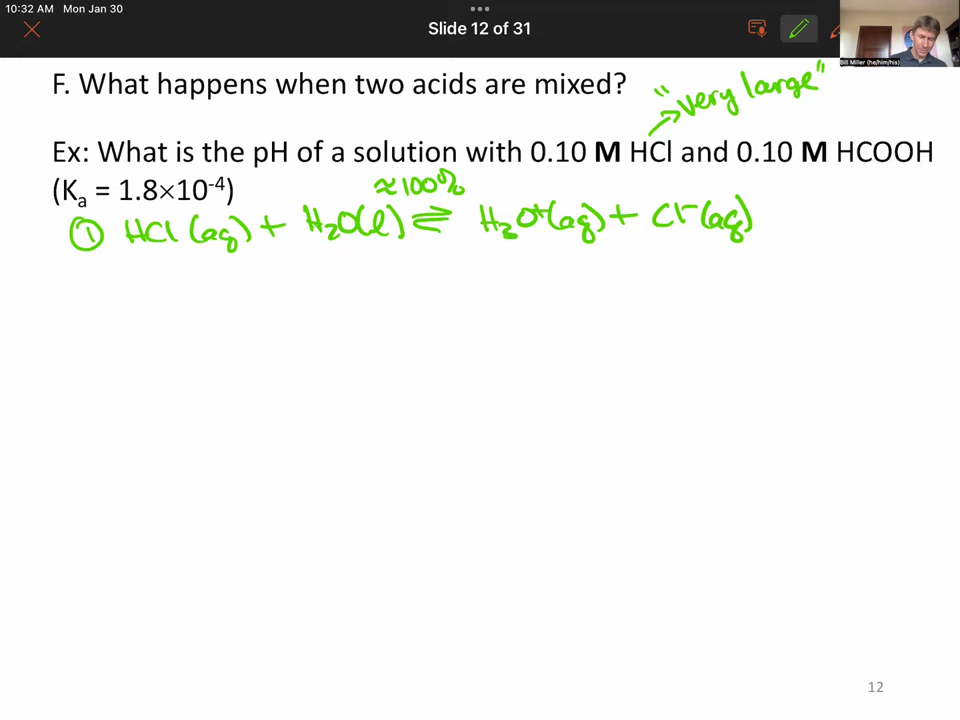 10:32 AM Mon Jan 30
Slide 12 of 31
Bill Miller (he/him/his)
F. What happens when two acids are mixed?
"very large"
Ex: What is the pH of a solution with 0.10 M HCl and 0.10 M HCOOH
(Ka = 1.8×10-4)
≈100%
① HCl (aq) + H2O(l) ⇌ H3O+(aq) + Cl-(aq)
12